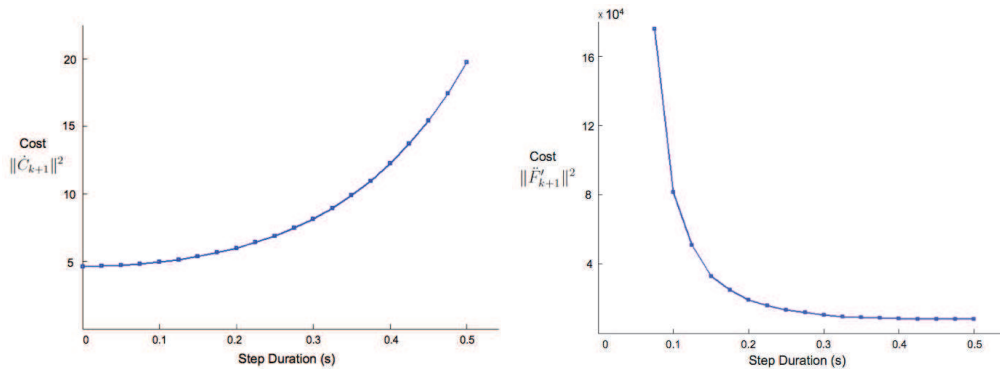 20
15
Cost
‖Ċ_{k+1}‖²
10
5
0 0.1 0.2 0.3 0.4 0.5
Step Duration (s)
x 10⁴
16
12
Cost
‖F̈′_{k+1}‖²
8
4
0 0.1 0.2 0.3 0.4 0.5
Step Duration (s)